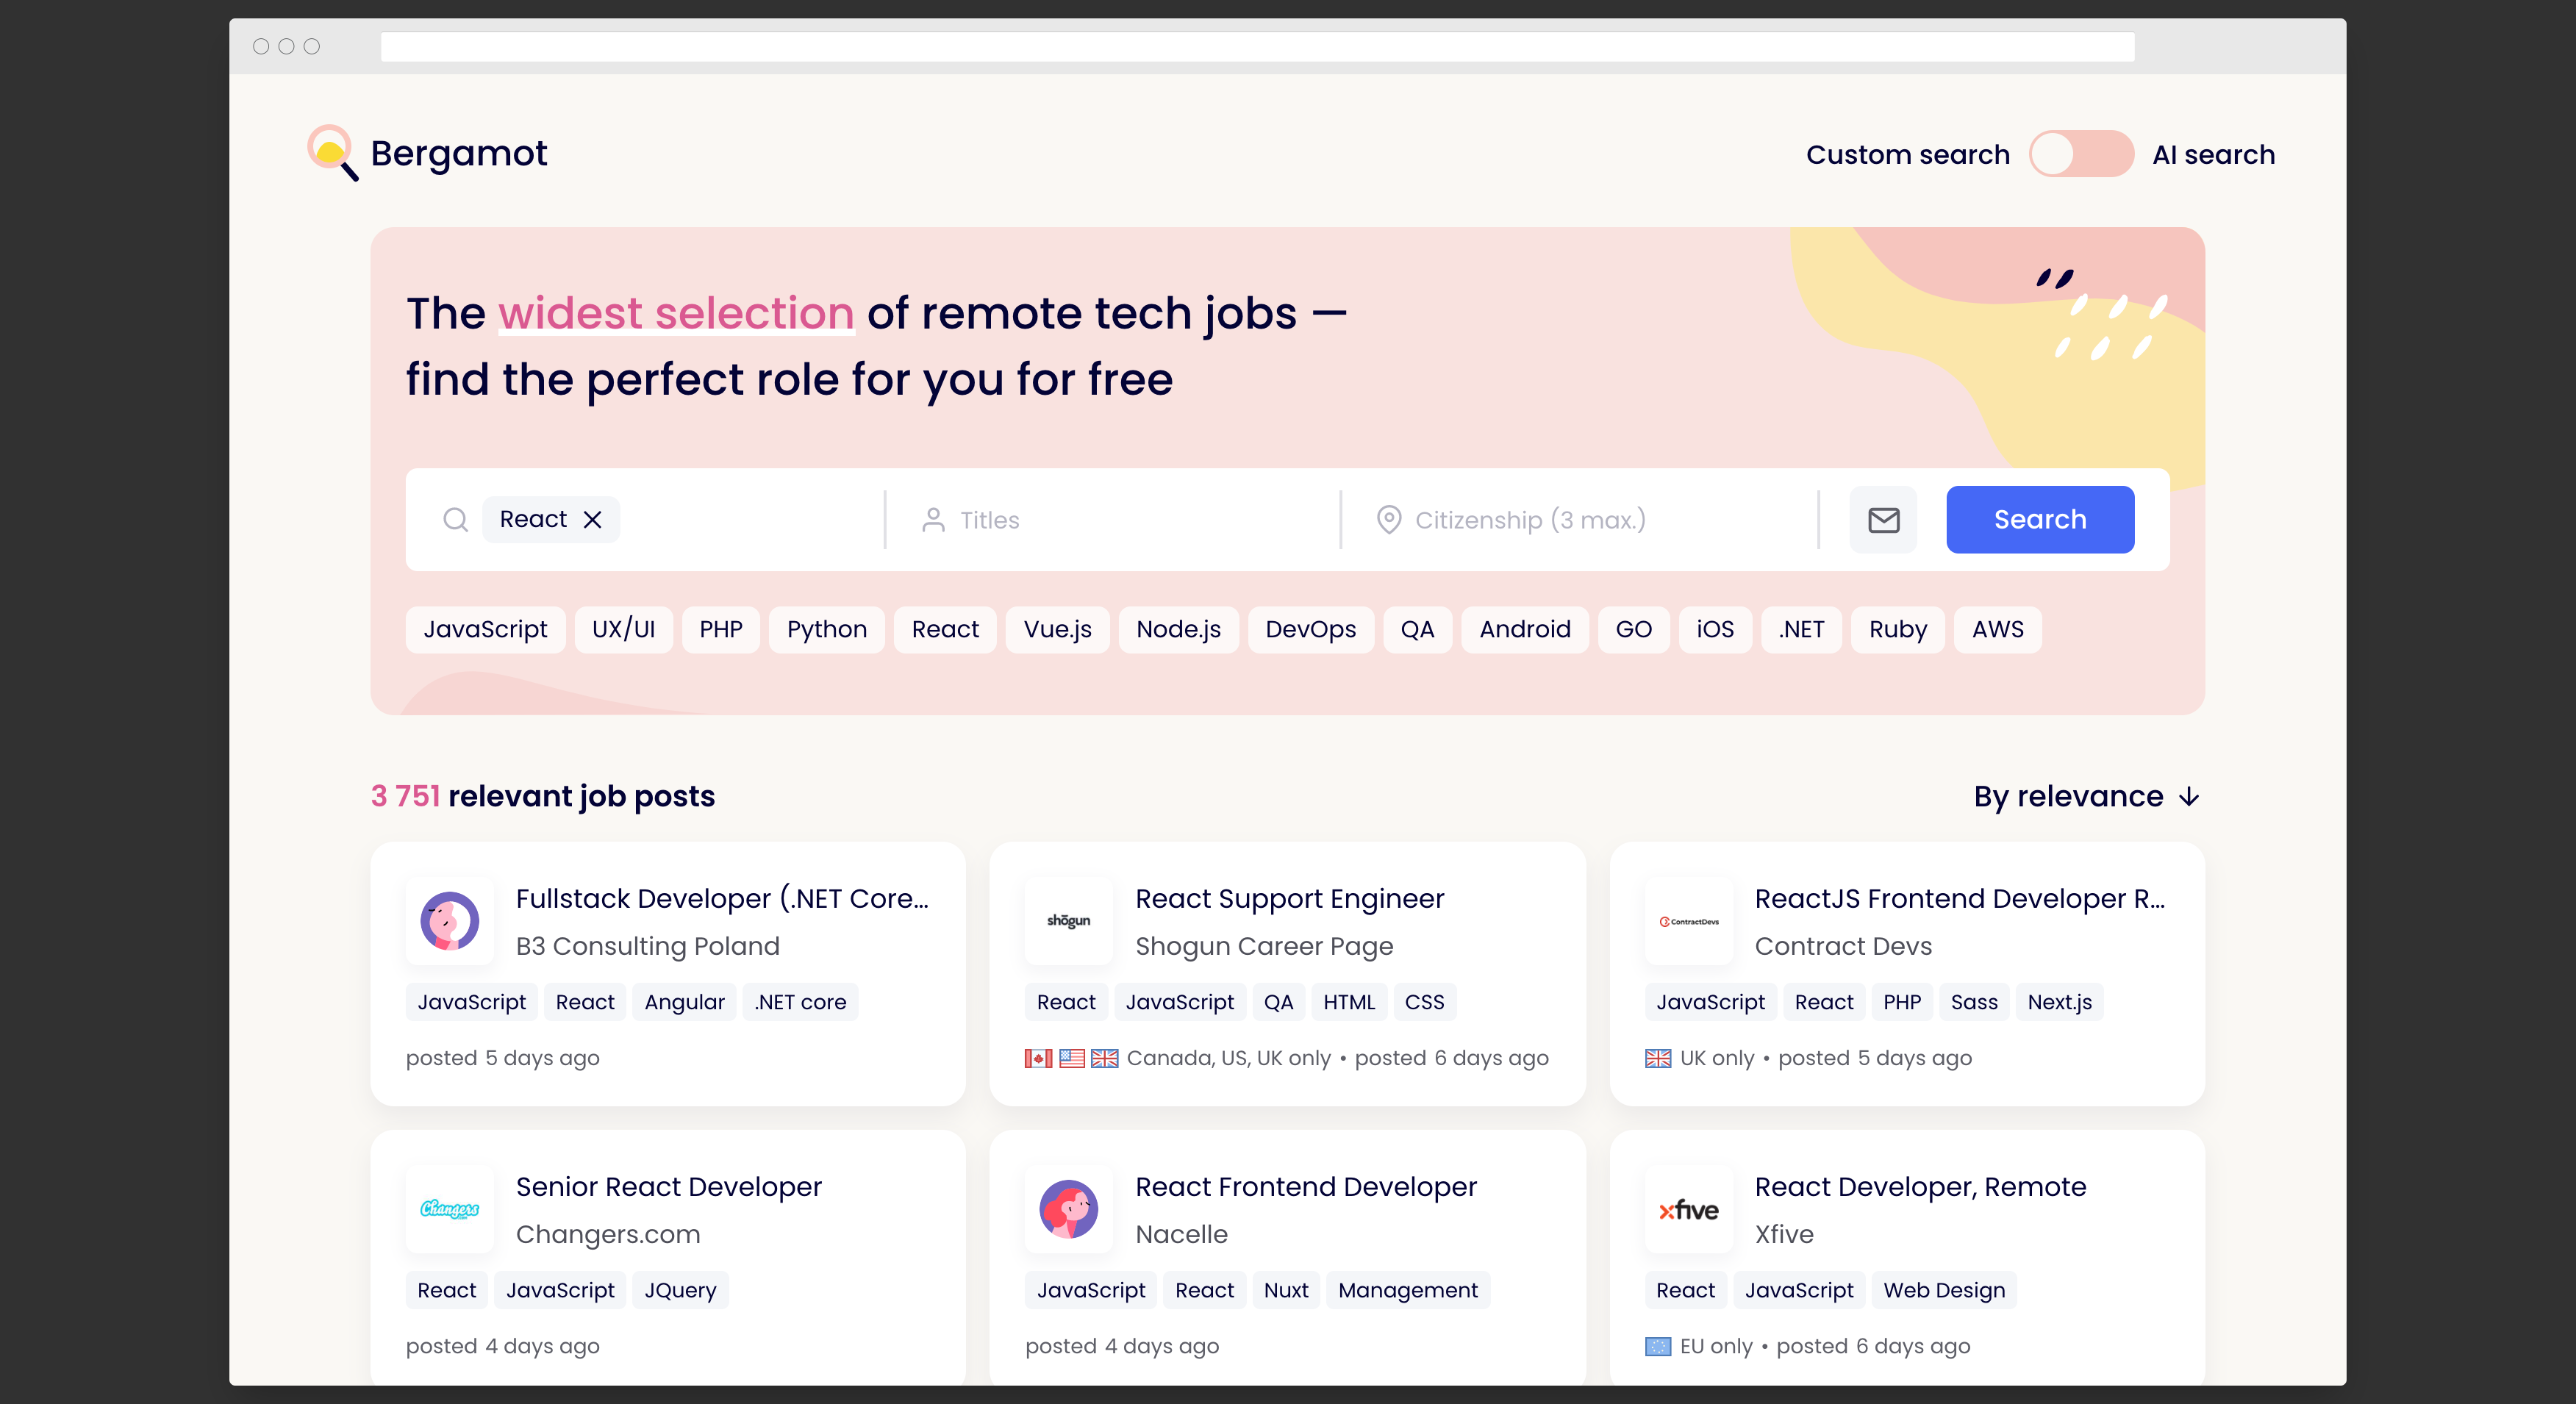 Bergamot
Custom search
AI search
The widest selection of remote tech jobs —
find the perfect role for you for free
React
Titles
Citizenship (3 max.)
Search
JavaScript UX/UI PHP Python React Vue.js Node.js DevOps QA Android GO iOS .NET Ruby AWS
3 751 relevant job posts
By relevance
Fullstack Developer (.NET Core...
B3 Consulting Poland
JavaScript React Angular .NET core
posted 5 days ago
shōgun
React Support Engineer
Shogun Career Page
React JavaScript QA HTML CSS
Canada, US, UK only • posted 6 days ago
ContractDevs
ReactJS Frontend Developer R...
Contract Devs
JavaScript React PHP Sass Next.js
UK only • posted 5 days ago
Changers
Senior React Developer
Changers.com
React JavaScript JQuery
posted 4 days ago
React Frontend Developer
Nacelle
JavaScript React Nuxt Management
posted 4 days ago
xfive
React Developer, Remote
Xfive
React JavaScript Web Design
EU only • posted 6 days ago